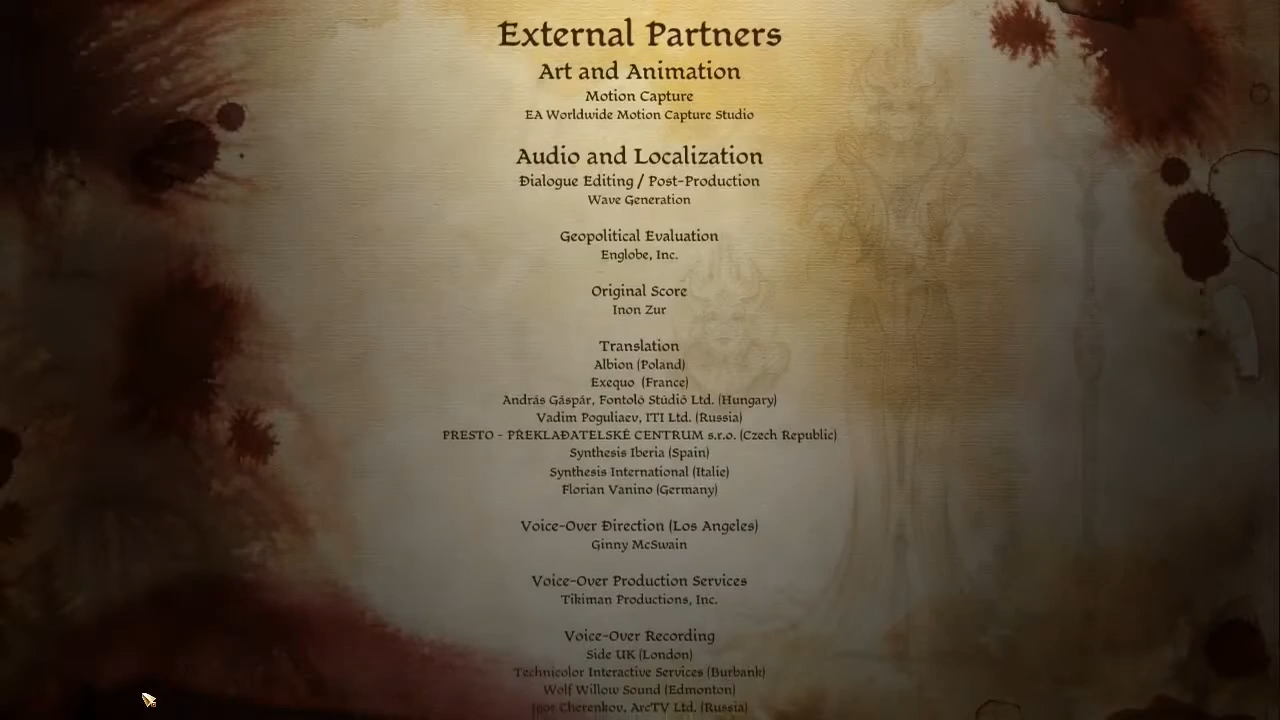 External Partners
Art and Animation
Motion Capture
EA Worldwide Motion Capture Studio
Audio and Localization
Dialogue Editing / Post-Production
Wave Generation
Geopolitical Evaluation
Englobe, Inc.
Original Score
Inon Zur
Translation
Albion (Poland)
Exequo (France)
András Gáspár, Fontoló Stúdió Ltd. (Hungary)
Vadim Poguliaev, ITI Ltd. (Russia)
PRESTO - PŘEKLADATELSKÉ CENTRUM s.r.o. (Czech Republic)
Synthesis Iberia (Spain)
Synthesis International (Italie)
Florian Vanino (Germany)
Voice-Over Direction (Los Angeles)
Ginny McSwain
Voice-Over Production Services
Tikiman Productions, Inc.
Voice-Over Recording
Side UK (London)
Technicolor Interactive Services (Burbank)
Wolf Willow Sound (Edmonton)
Igor Cherenkov, ArcTV Ltd. (Russia)